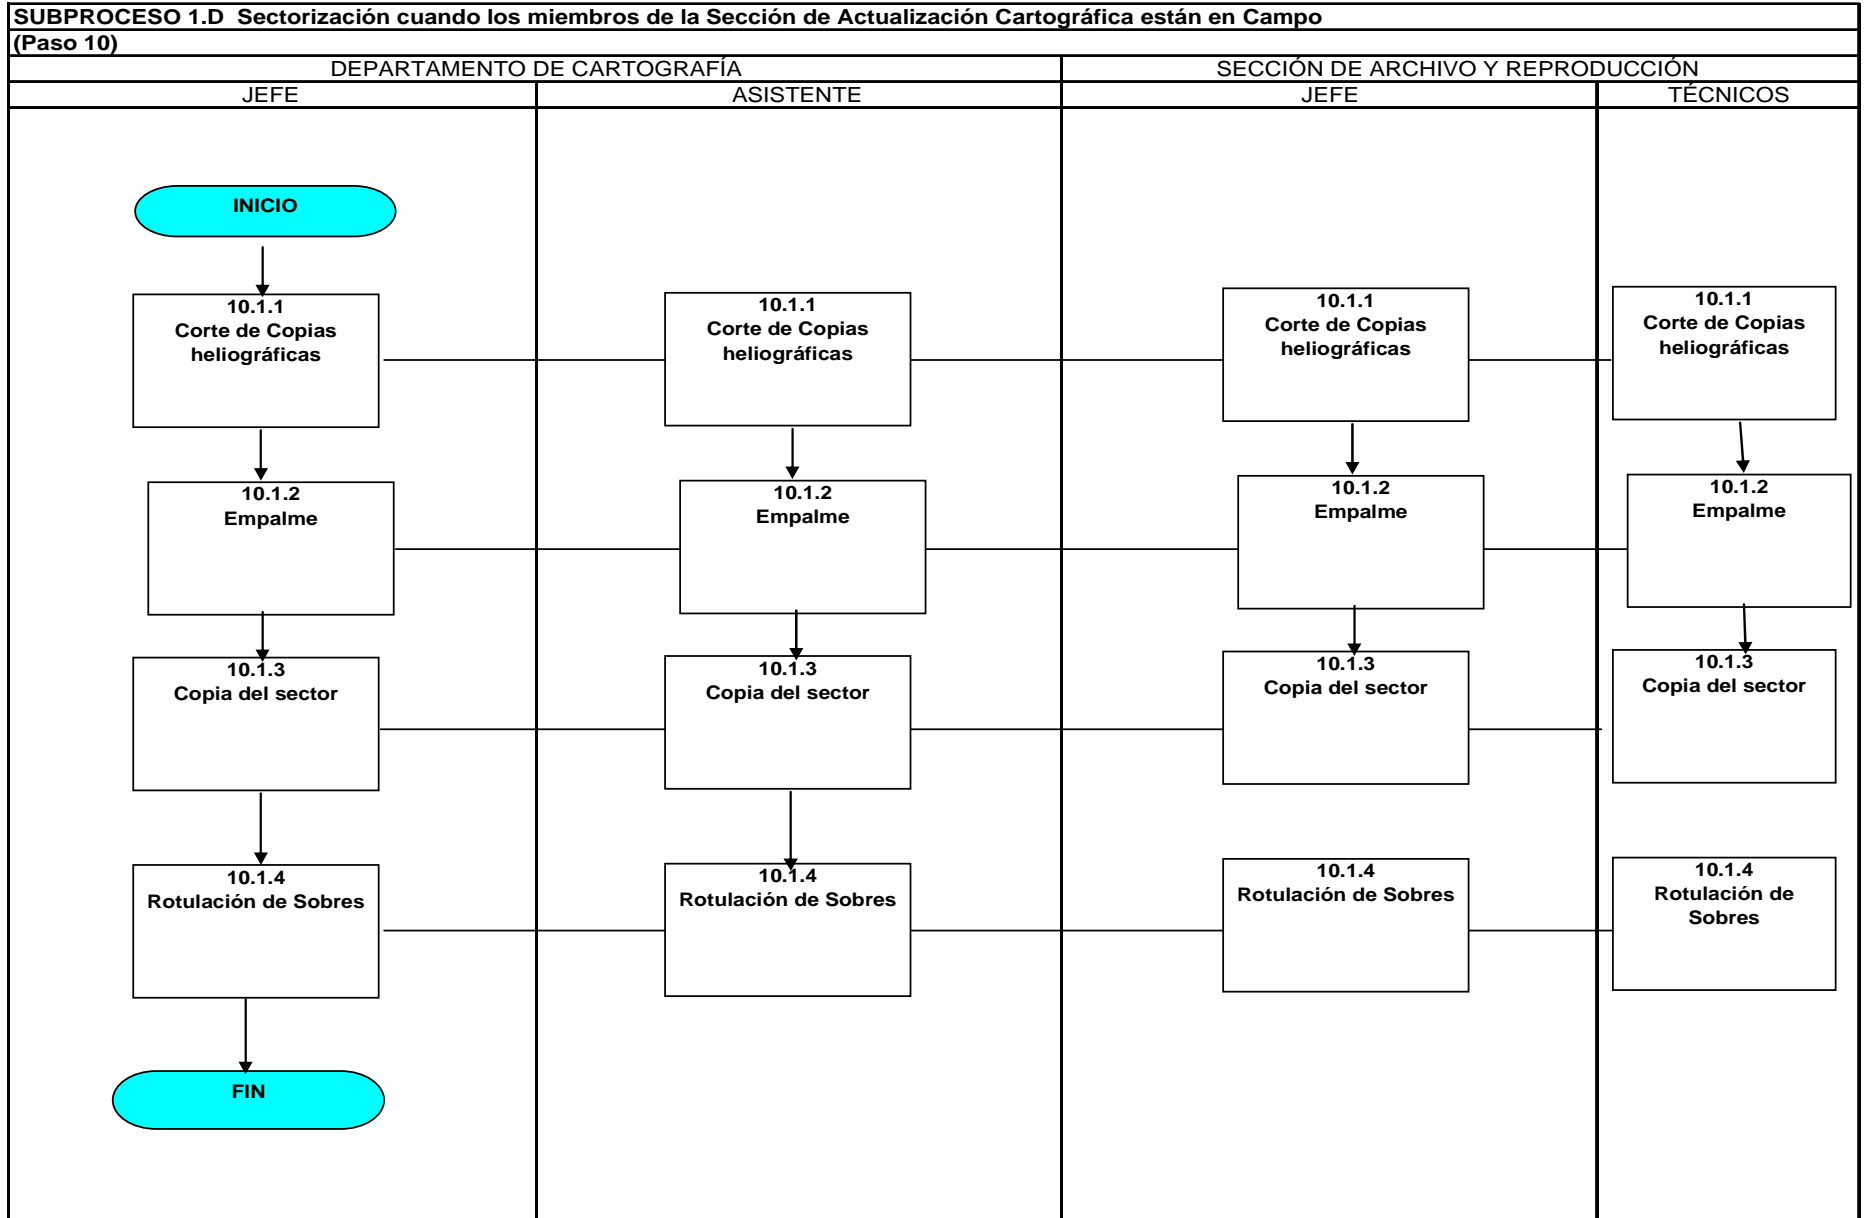 SUBPROCESO 1.D  Sectorización cuando los miembros de la Sección de Actualización Cartográfica están en Campo
(Paso 10)
DEPARTAMENTO DE CARTOGRAFÍA
SECCIÓN DE ARCHIVO Y REPRODUCCIÓN
JEFE
ASISTENTE
JEFE
TÉCNICOS
INICIO
10.1.1
Corte de Copias
heliográficas
10.1.1
Corte de Copias
heliográficas
10.1.1
Corte de Copias
heliográficas
10.1.1
Corte de Copias
heliográficas
10.1.2
Empalme
10.1.2
Empalme
10.1.2
Empalme
10.1.2
Empalme
10.1.3
Copia del sector
10.1.3
Copia del sector
10.1.3
Copia del sector
10.1.3
Copia del sector
10.1.4
Rotulación de Sobres
10.1.4
Rotulación de Sobres
10.1.4
Rotulación de Sobres
10.1.4
Rotulación de
Sobres
FIN